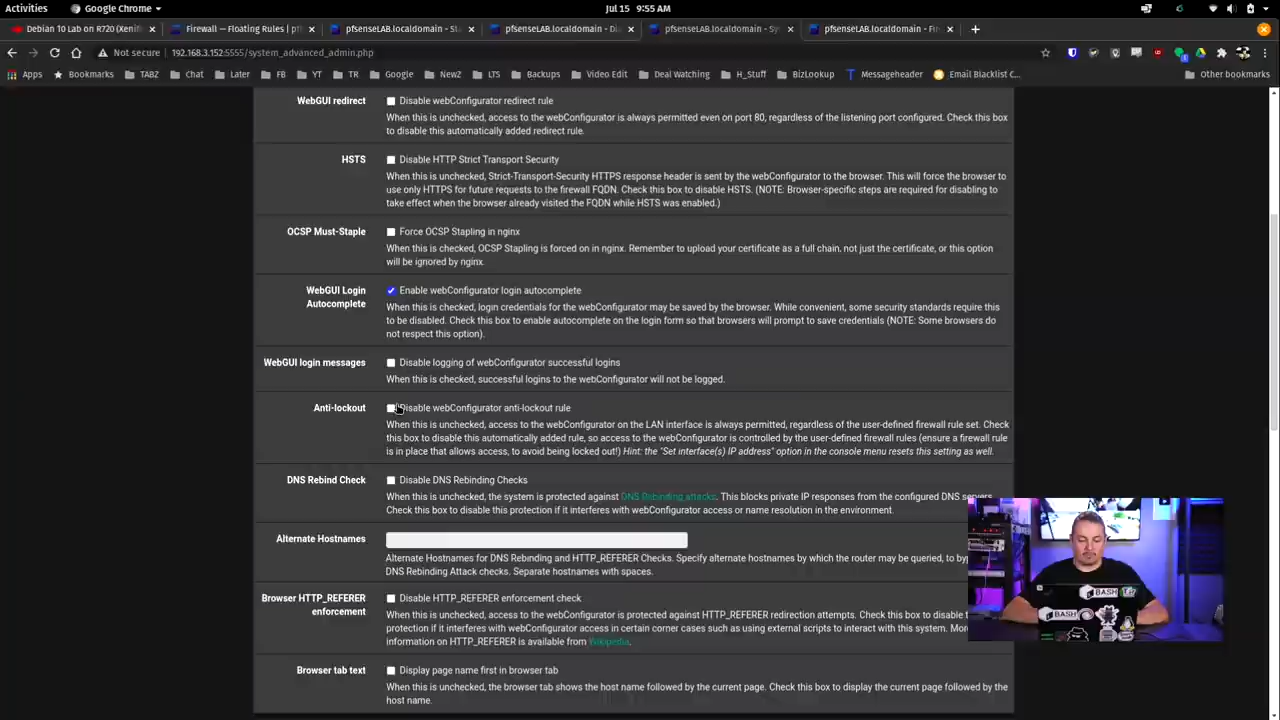 Activities
Google Chrome
Jul 15 9:55 AM
Debian 10 Lab on R720 (Xenifir
Firewall — Floating Rules | pf
pfsenseLAB.localdomain - Sta
pfsenseLAB.localdomain - Dia
pfsenseLAB.localdomain - Sy
pfsenseLAB.localdomain - Fir
Not secure
192.168.3.152:5555/system_advanced_admin.php
Apps
Bookmarks
TABZ
Chat
Later
FB
YT
TR
Google
NewZ
LTS
Backups
Video Edit
Deal Watching
H_Stuff
BizLookup
Messageheader
Email Blacklist C...
Other bookmarks
WebGUI redirect
Disable webConfigurator redirect rule
When this is unchecked, access to the webConfigurator is always permitted even on port 80, regardless of the listening port configured. Check this box
to disable this automatically added redirect rule.
HSTS
Disable HTTP Strict Transport Security
When this is unchecked, Strict-Transport-Security HTTPS response header is sent by the webConfigurator to the browser. This will force the browser to
use only HTTPS for future requests to the firewall FQDN. Check this box to disable HSTS. (NOTE: Browser-specific steps are required for disabling to
take effect when the browser already visited the FQDN while HSTS was enabled.)
OCSP Must-Staple
Force OCSP Stapling in nginx
When this is checked, OCSP Stapling is forced on in nginx. Remember to upload your certificate as a full chain, not just the certificate, or this option
will be ignored by nginx.
WebGUI Login
Autocomplete
Enable webConfigurator login autocomplete
When this is checked, login credentials for the webConfigurator may be saved by the browser. While convenient, some security standards require this
to be disabled. Check this box to enable autocomplete on the login form so that browsers will prompt to save credentials (NOTE: Some browsers do
not respect this option).
WebGUI login messages
Disable logging of webConfigurator successful logins
When this is checked, successful logins to the webConfigurator will not be logged.
Anti-lockout
Disable webConfigurator anti-lockout rule
When this is unchecked, access to the webConfigurator on the LAN interface is always permitted, regardless of the user-defined firewall rule set. Check
this box to disable this automatically added rule, so access to the webConfigurator is controlled by the user-defined firewall rules (ensure a firewall rule
is in place that allows access, to avoid being locked out!) Hint: the "Set interface(s) IP address" option in the console menu resets this setting as well.
DNS Rebind Check
Disable DNS Rebinding Checks
When this is unchecked, the system is protected against DNS Rebinding attacks. This blocks private IP responses from the configured DNS servers.
Check this box to disable this protection if it interferes with webConfigurator access or name resolution in the environment.
Alternate Hostnames
Alternate Hostnames for DNS Rebinding and HTTP_REFERER Checks. Specify alternate hostnames by which the router may be queried, to by
DNS Rebinding Attack checks. Separate hostnames with spaces.
Browser HTTP_REFERER
enforcement
Disable HTTP_REFERER enforcement check
When this is unchecked, access to the webConfigurator is protected against HTTP_REFERER redirection attempts. Check this box to disable t
protection if it interferes with webConfigurator access in certain corner cases such as using external scripts to interact with this system. More
information on HTTP_REFERER is available from Wikipedia.
Browser tab text
Display page name first in browser tab
When this is unchecked, the browser tab shows the host name followed by the current page. Check this box to display the current page followed by the
host name.
BASH
BASH